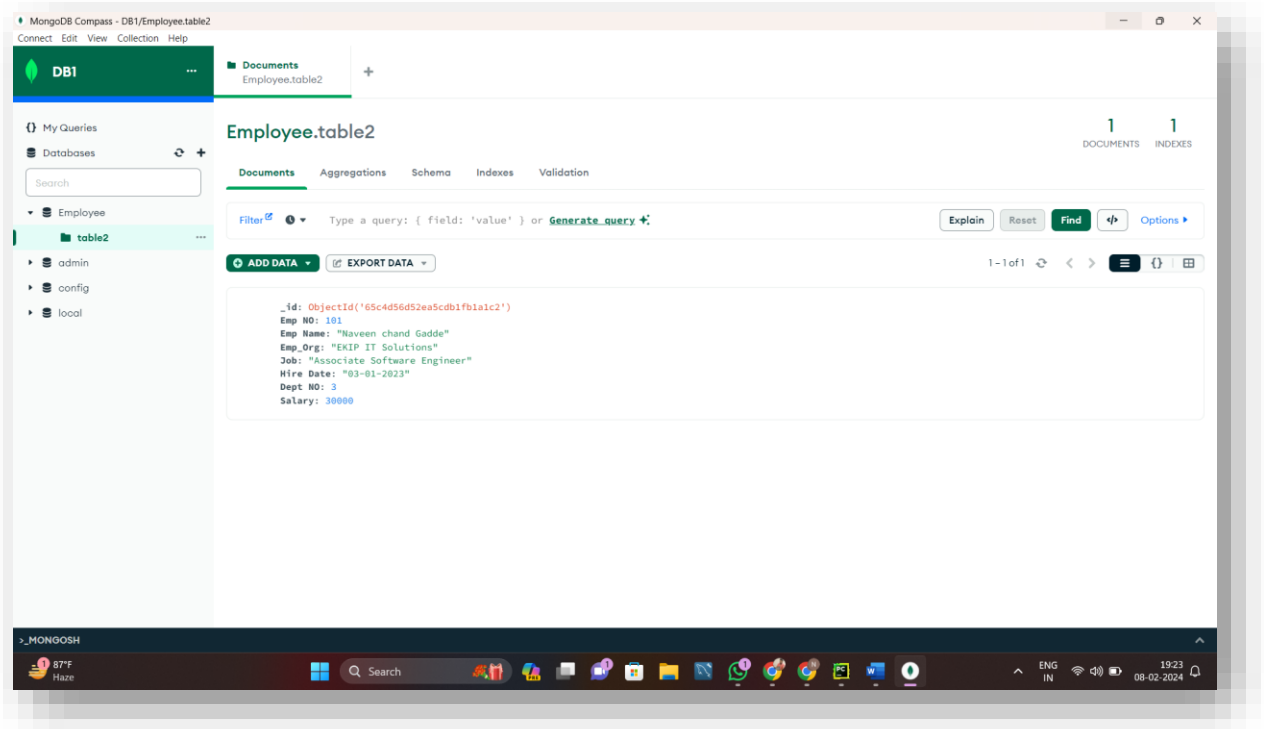 MongoDB Compass - DB1/Employee.table2
Connect Edit View Collection Help
DB1 ...
Documents
Employee.table2
+
{} My Queries
Databases
Search
Employee
table2 ...
admin
config
local
Employee.table2
1 DOCUMENTS
1 INDEXES
Documents Aggregations Schema Indexes Validation
Filter Type a query: { field: 'value' } or Generate query
Explain Reset Find </> Options
ADD DATA EXPORT DATA
1 – 1 of 1 {}
_id: ObjectId('65c4d56d52ea5cdb1fb1a1c2')
Emp NO: 101
Emp Name: "Naveen chand Gadde"
Emp_Org: "EKIP IT Solutions"
Job: "Associate Software Engineer"
Hire Date: "03-01-2023"
Dept NO: 3
Salary: 30000
>_MONGOSH
1
87°F
Haze
Search
1
1
N
PC
W
ENG
IN
19:23
08-02-2024